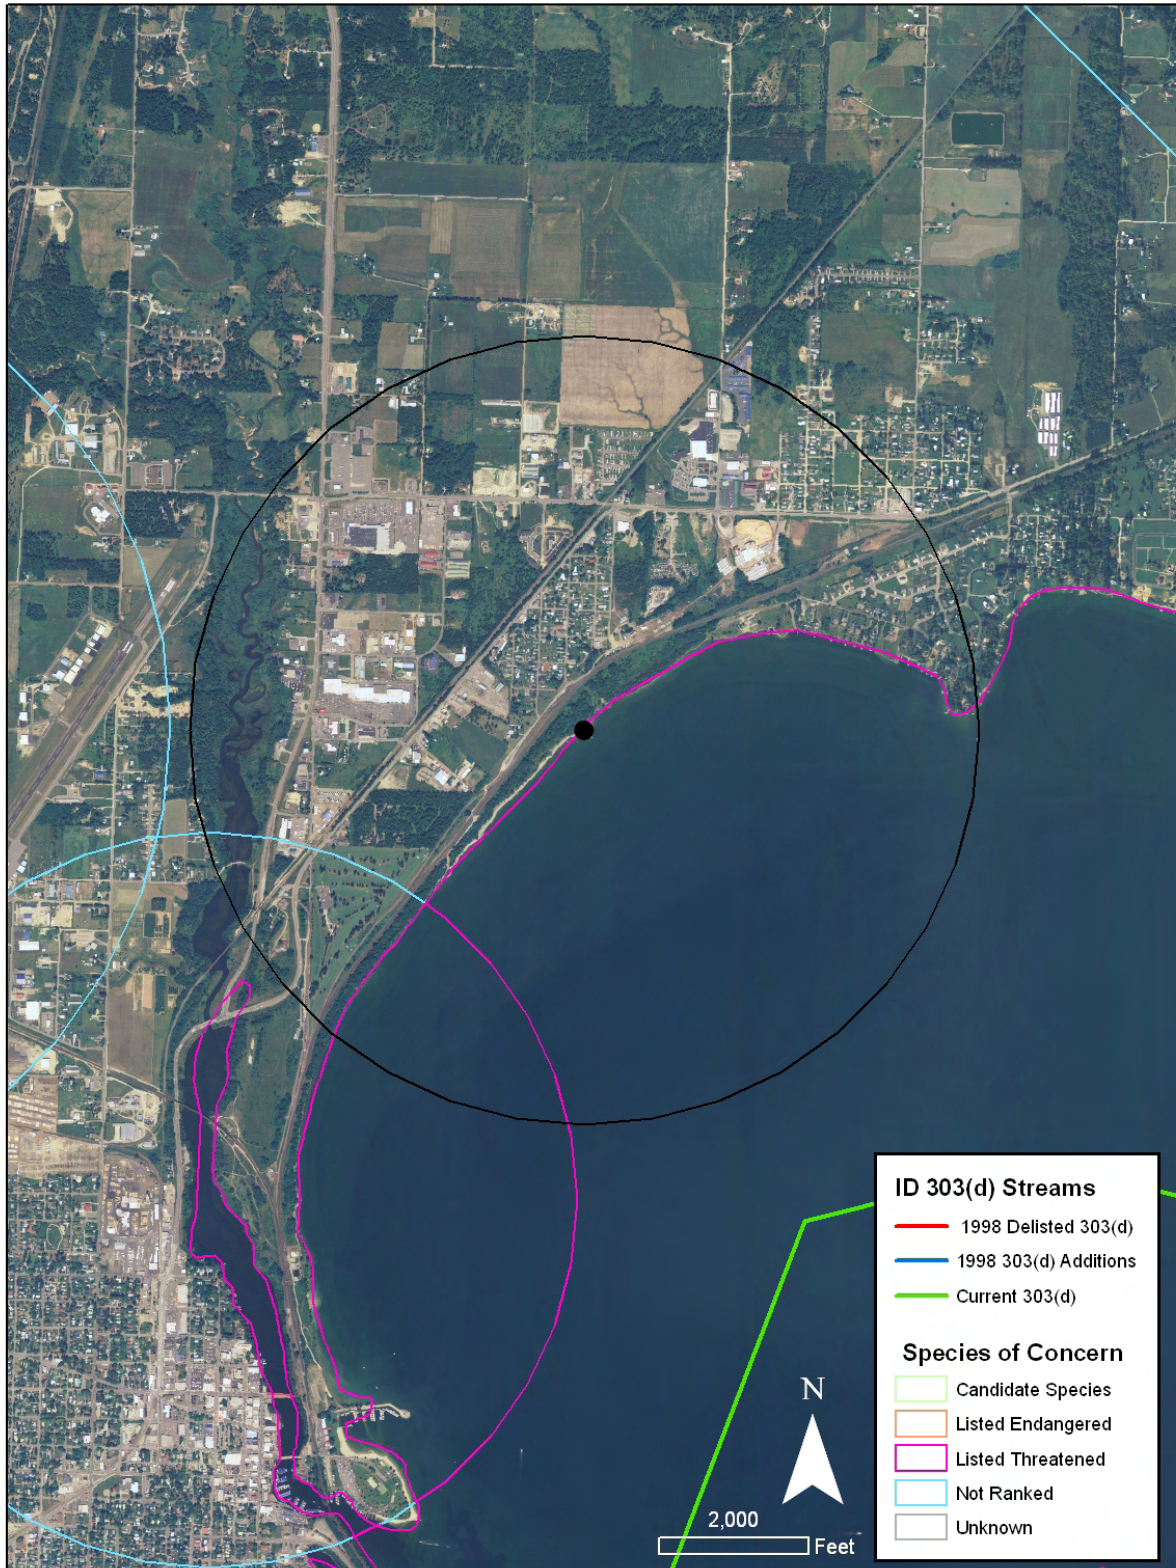 ID 303(d) Streams
1998 Delisted 303(d)
1998 303(d) Additions
Current 303(d)
Species of Concern
Candidate Species
Listed Endangered
Listed Threatened
Not Ranked
Unknown
N
2,000
Feet